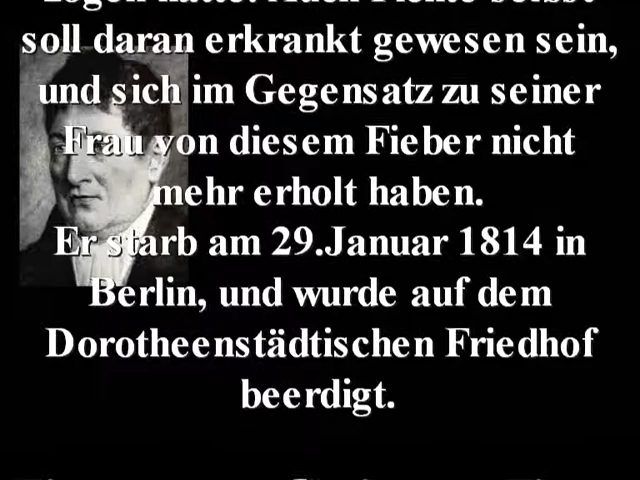 soll daran erkrankt gewesen sein,
und sich im Gegensatz zu seiner
Frau von diesem Fieber nicht
mehr erholt haben.
Er starb am 29.Januar 1814 in
Berlin, und wurde auf dem
Dorotheenstädtischen Friedhof
beerdigt.